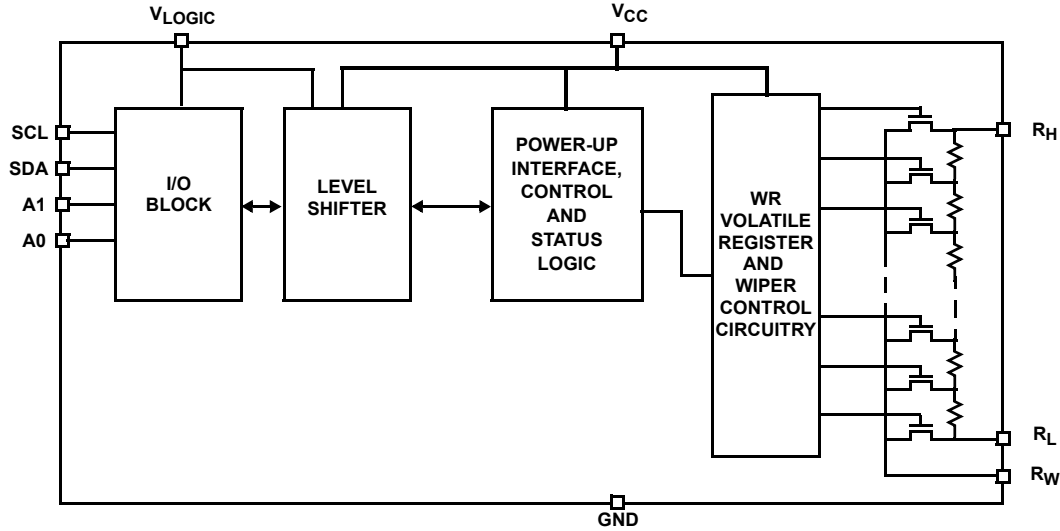 VLOGIC
VCC
SCL
SDA
A1
A0
I/O
BLOCK
LEVEL
SHIFTER
POWER-UP
INTERFACE,
CONTROL
AND
STATUS
LOGIC
WR
VOLATILE
REGISTER
AND
WIPER
CONTROL
CIRCUITRY
RH
RL
RW
GND